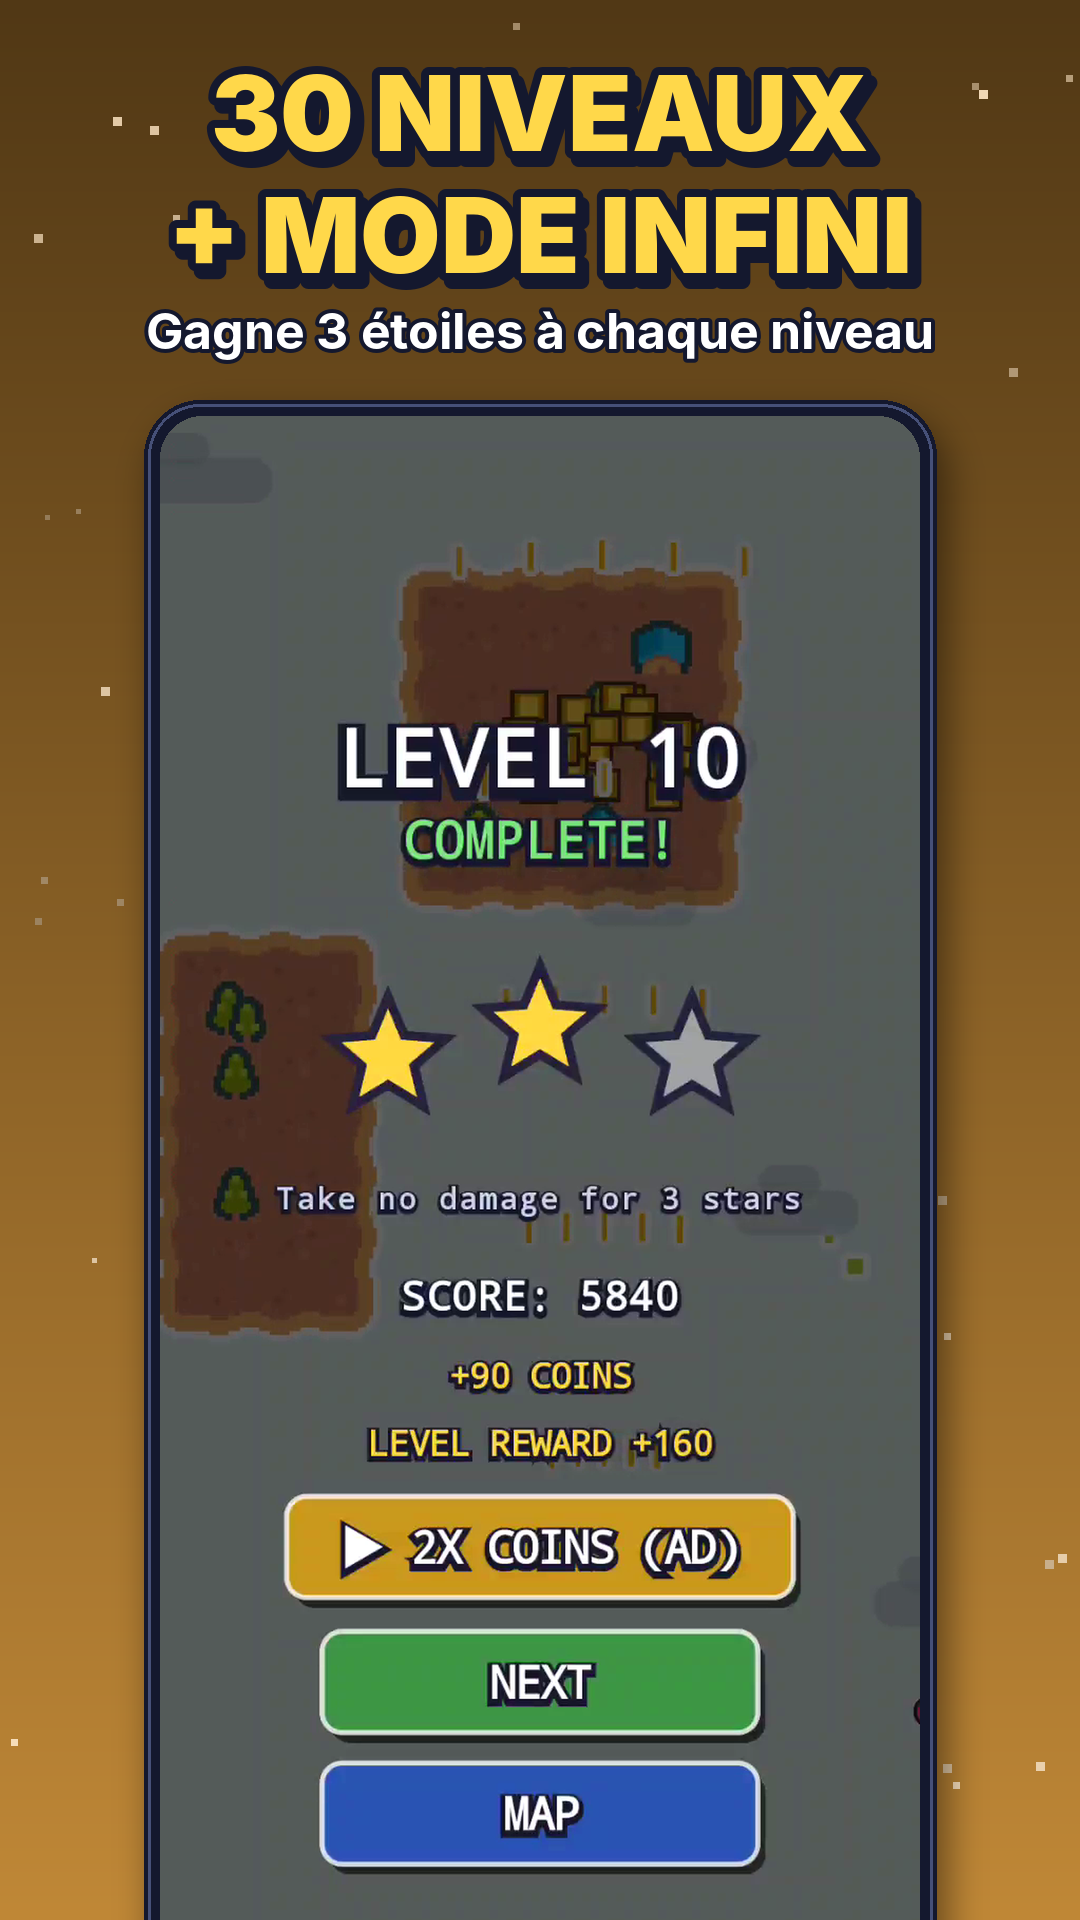 30 NIVEAUX
+ MODE INFINI
Gagne 3 étoiles à chaque niveau
LEVEL 10
COMPLETE!
Take no damage for 3 stars
SCORE: 5840
+90 COINS
LEVEL REWARD +160
2X COINS (AD)
NEXT
MAP